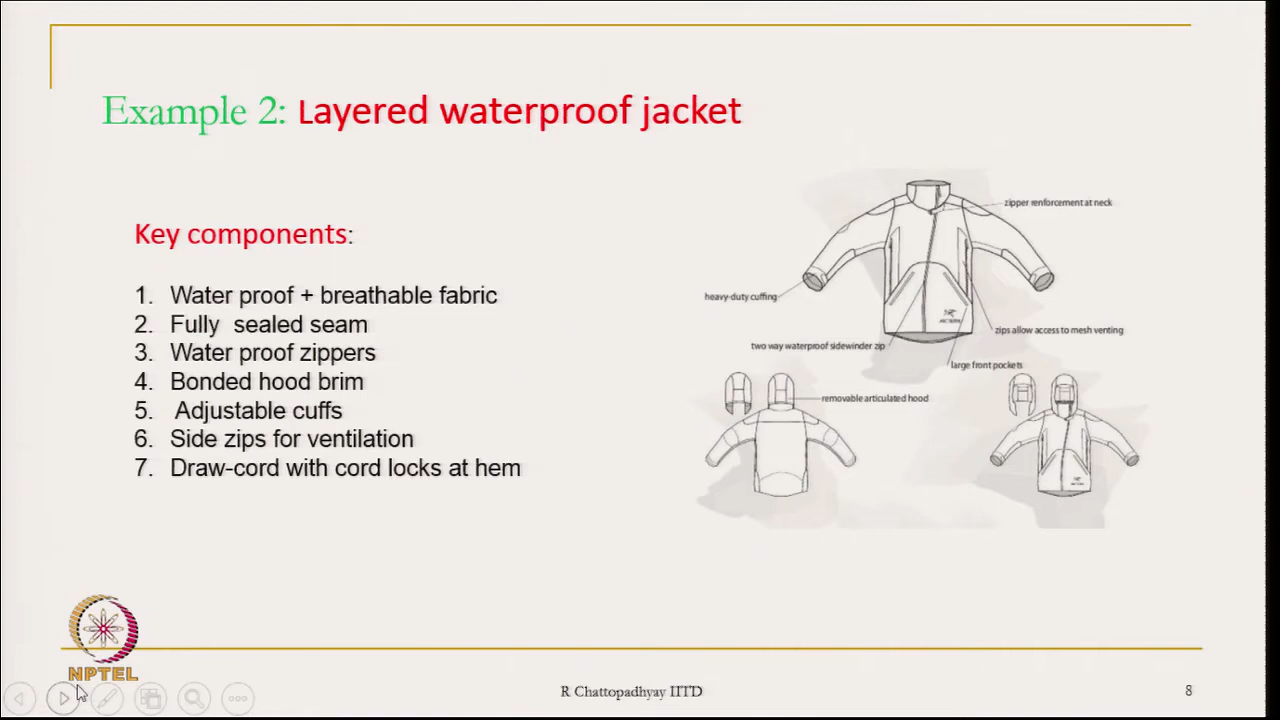 Example 2: Layered waterproof jacket
Key components:
1. Water proof + breathable fabric
2. Fully sealed seam
3. Water proof zippers
4. Bonded hood brim
5. Adjustable cuffs
6. Side zips for ventilation
7. Draw-cord with cord locks at hem
zipper renforcement at neck
heavy-duty cuffing
zips allow access to mesh venting
two way waterproof sidewinder zip
large front pockets
removable articulated hood
ARC'TERYX
NPTEL
R Chattopadhyay IITD
8